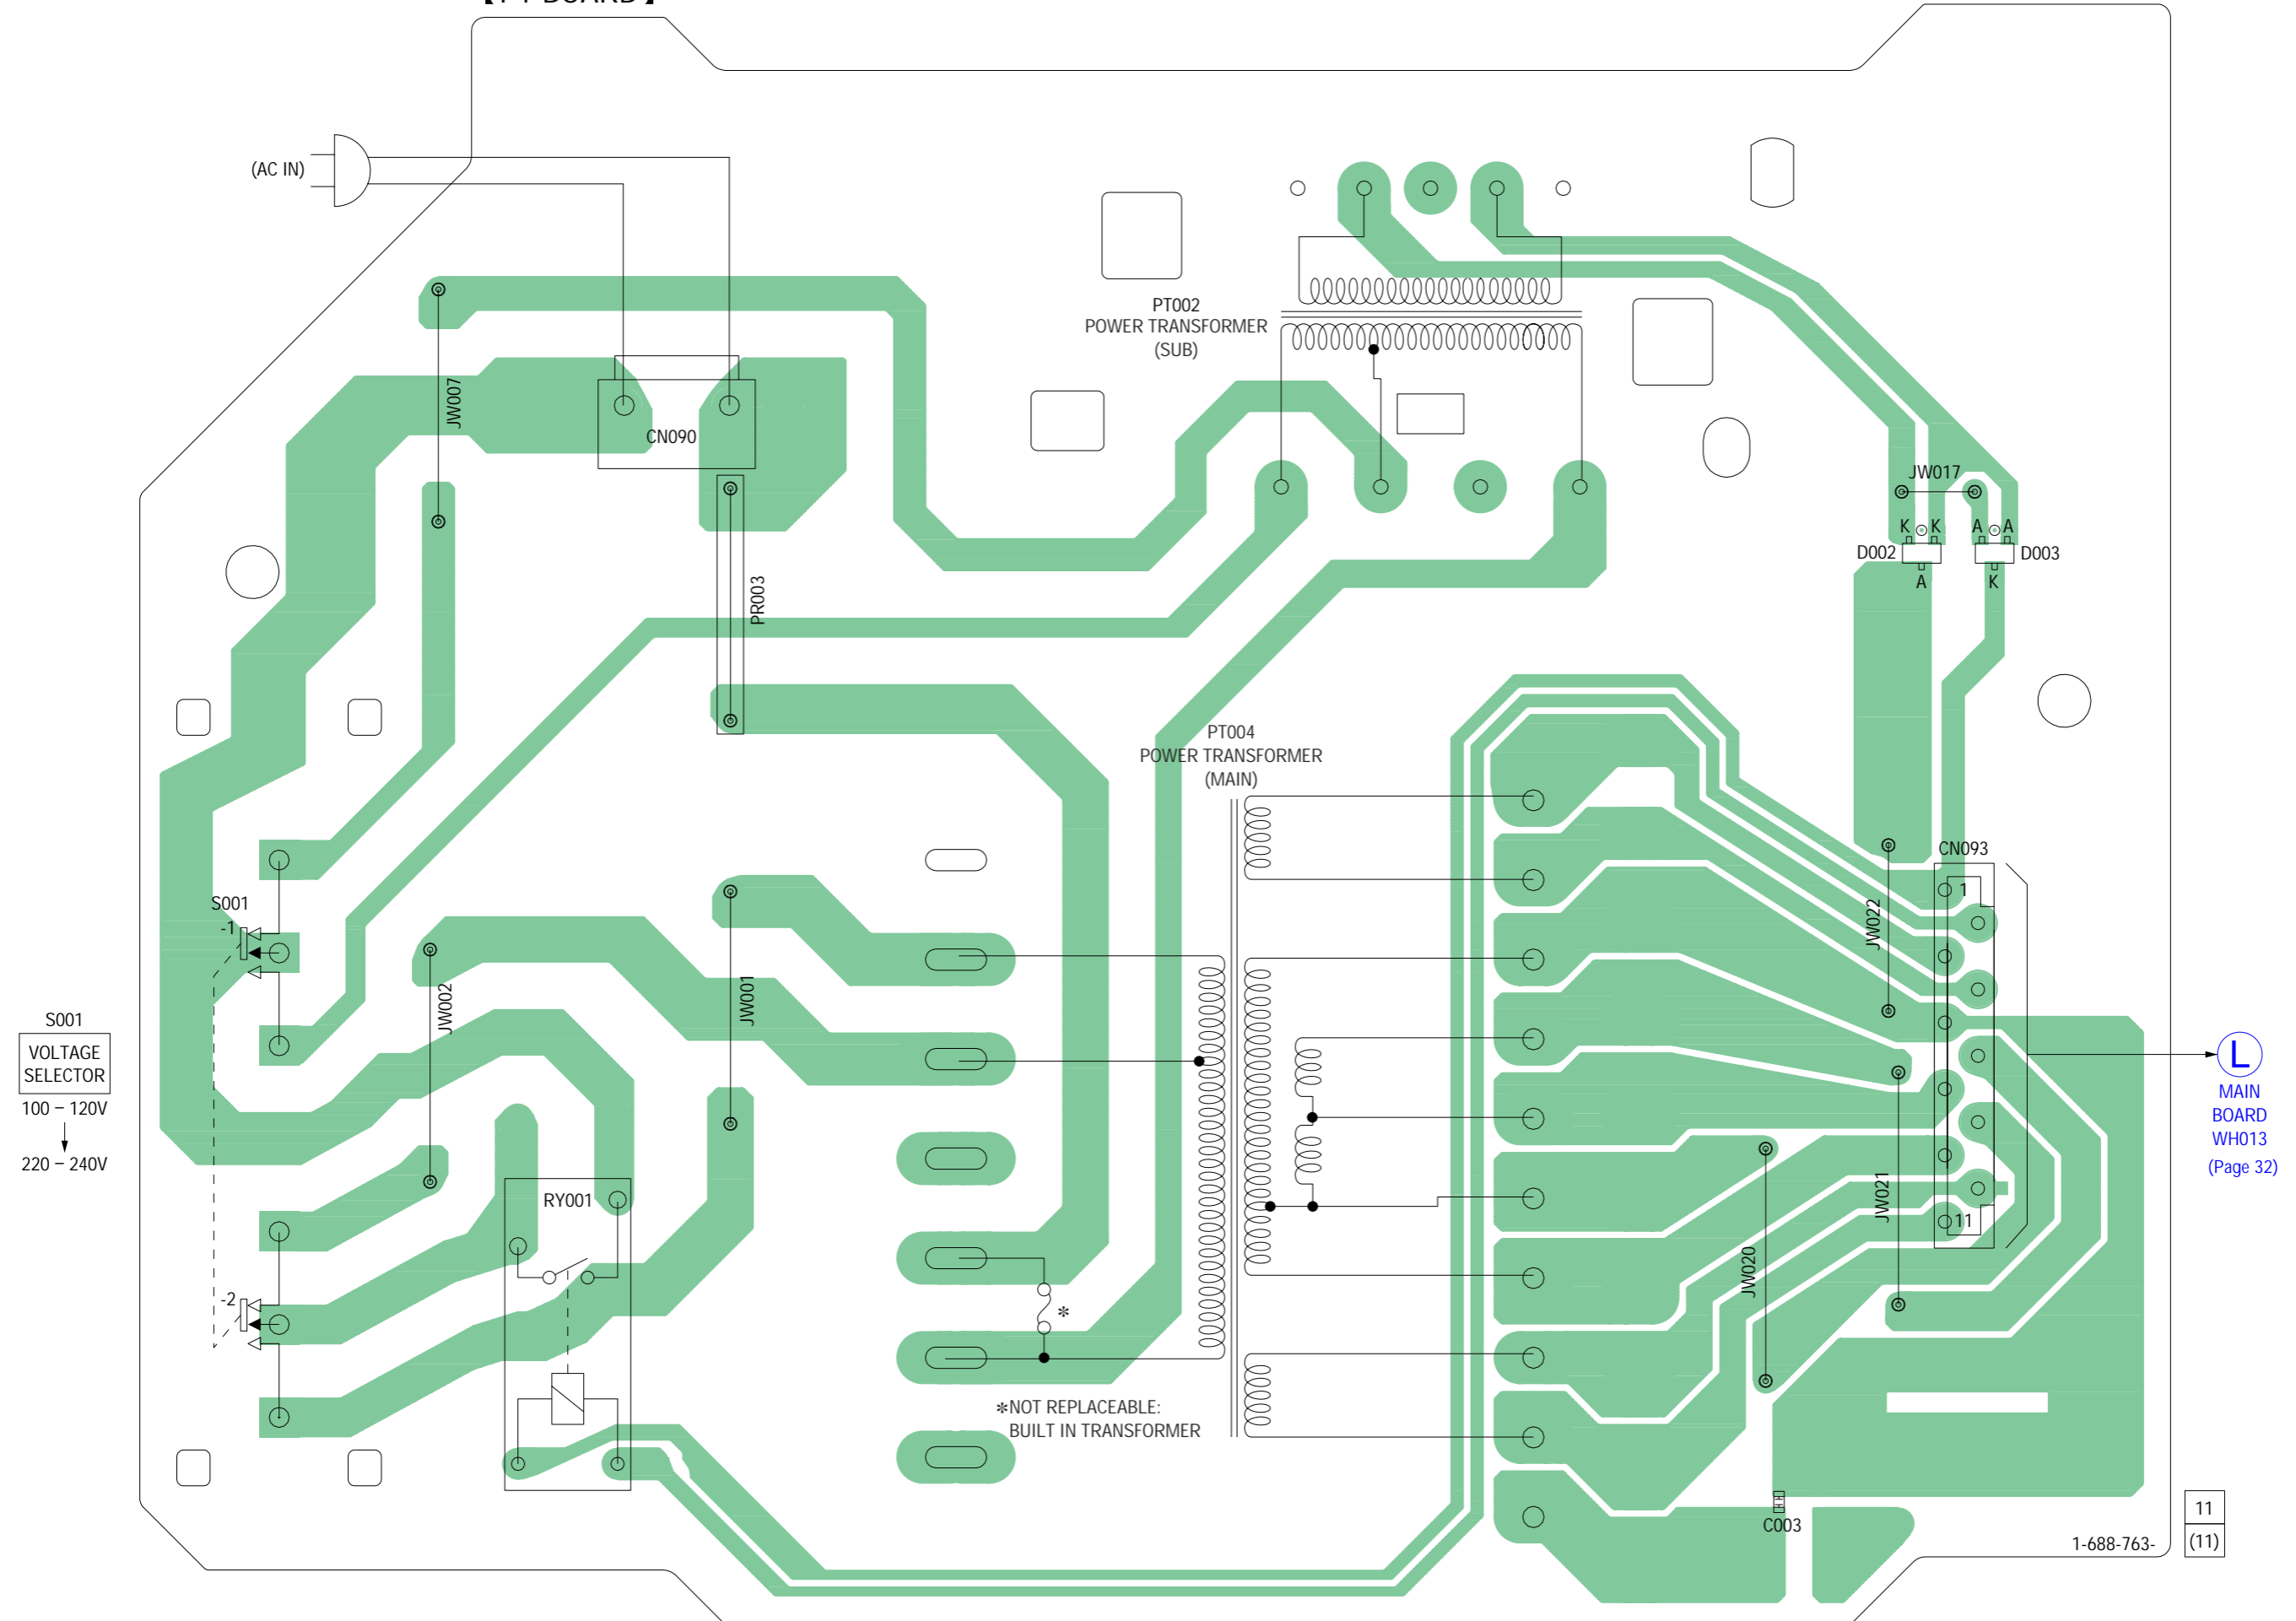 (AC IN)
PT002
POWER TRANSFORMER
(SUB)
JW007
CN090
JW017
K K A A
D002
D003
A K
PR003
PT004
POWER TRANSFORMER
(MAIN)
CN093
1
S001
-1
JW022
JW002
JW001
S001
VOLTAGE
SELECTOR
100 – 120V
220 – 240V
L
MAIN
BOARD
WH013
(Page 32)
RY001
JW021
11
JW020
-2
*
*NOT REPLACEABLE:
BUILT IN TRANSFORMER
C003
1-688-763-
11
(11)